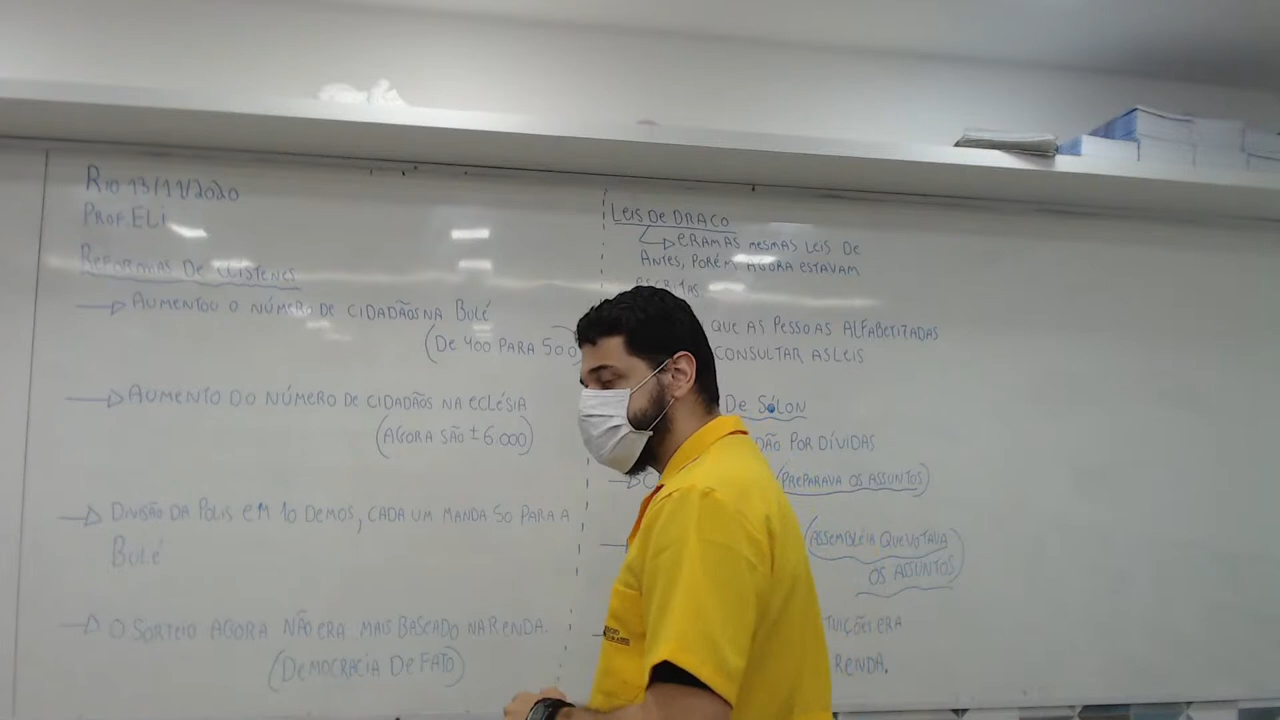 RIO 13/11/2020
PROF. ELI
REFORMAS DE CLISTENES
AUMENTOU O NÚMERO DE CIDADÃOS NA BULÉ
(DE 400 PARA 500)
AUMENTO DO NÚMERO DE CIDADÃOS NA ECLÉSIA
(AGORA SÃO ± 6.000)
DIVISÃO DA POLIS EM 10 DEMOS, CADA UM MANDA 50 PARA A
BULÉ
O SORTEIO AGORA NÃO ERA MAIS BASEADO NA RENDA.
(DEMOCRACIA DE FATO)
LEIS DE DRACO
ERAM AS MESMAS LEIS DE
ANTES, PORÉM AGORA ESTAVAM
ESCRITAS
QUE AS PESSOAS ALFABETIZADAS
CONSULTAR AS LEIS
DE SÓLON
DÃO POR DÍVIDAS
(PREPARAVA OS ASSUNTOS)
(ASSEMBLÉIA QUE VOTAVA
OS ASSUNTOS)
TUIÇÕES ERA
RENDA.